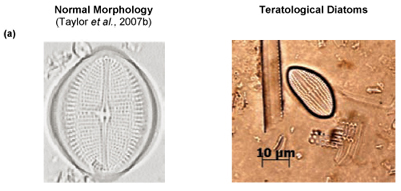 Normal Morphology
(Taylor et al., 2007b)
Teratological Diatoms
(a)
10 µm